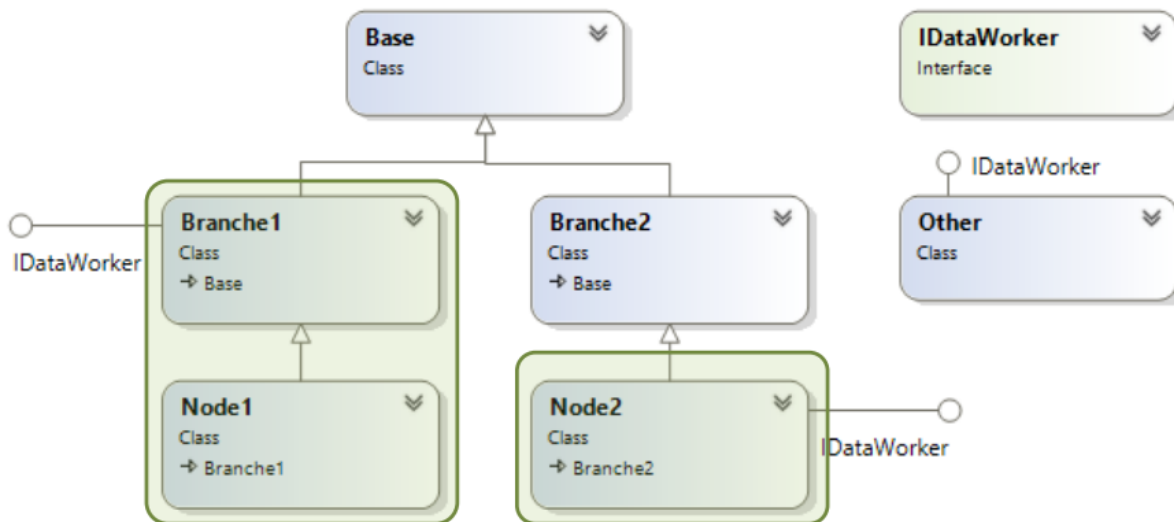 Base
Class
IDataWorker
Interface
IDataWorker
Branche1
Class
Base
IDataWorker
Branche2
Class
Base
Other
Class
Node1
Class
Branche1
Node2
Class
Branche2
IDataWorker